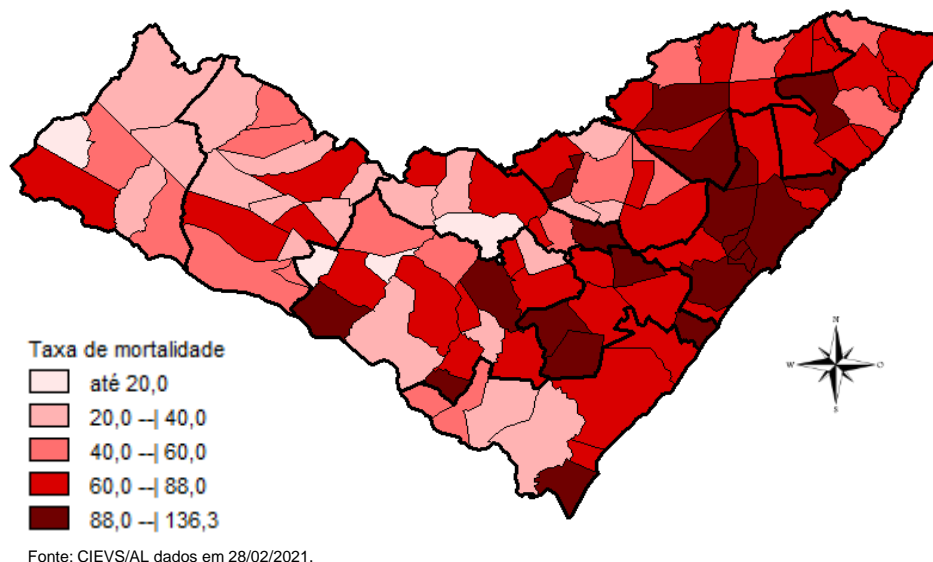 N
W
O
S
Taxa de mortalidade
até 20,0
20,0 --| 40,0
40,0 --| 60,0
60,0 --| 88,0
88,0 --| 136,3
Fonte: CIEVS/AL dados em 28/02/2021.